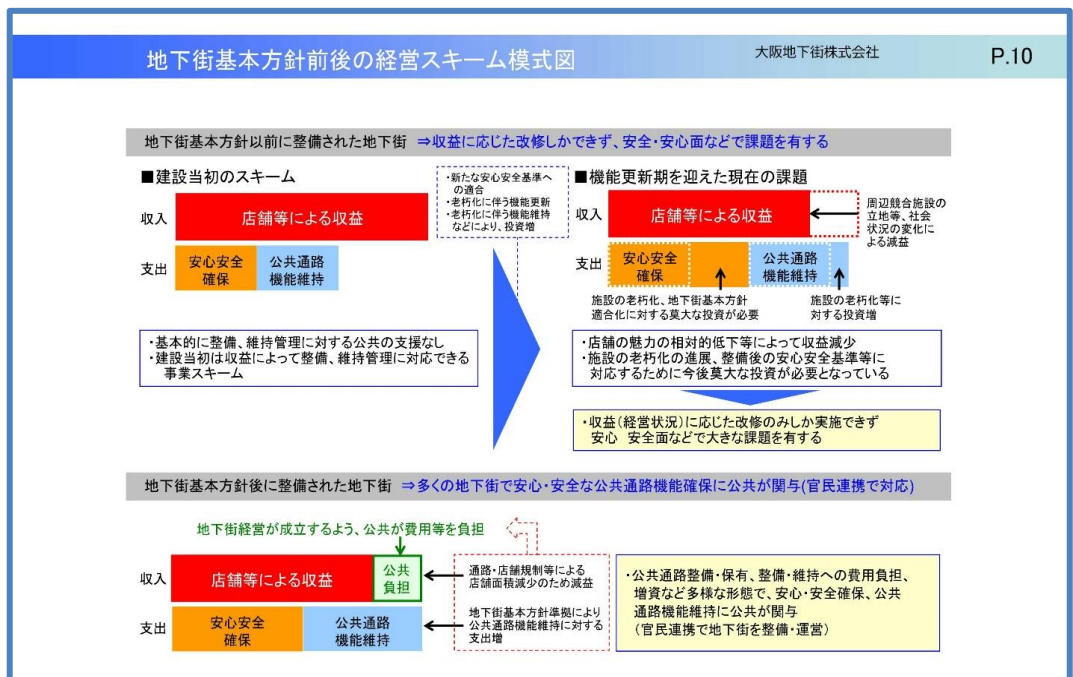 地下街基本方針前後の経営スキーム模式図
大阪地下街株式会社
P.10
地下街基本方針以前に整備された地下街 ⇒収益に応じた改修しかできず、安全・安心面などで課題を有する
■建設当初のスキーム
収入
店舗等による収益
支出
安心安全
確保
公共通路
機能維持
・基本的に整備、維持管理に対する公共の支援なし
・建設当初は収益によって整備、維持管理に対応できる
事業スキーム
・新たな安心安全基準へ
の適合
・老朽化に伴う機能更新
・老朽化に伴う機能維持
などにより、投資増
■機能更新期を迎えた現在の課題
収入
店舗等による収益
周辺競合施設の
立地等、社会
状況の変化に
よる減益
支出
安心安全
確保
公共通路
機能維持
施設の老朽化、地下街基本方針
適合化に対する莫大な投資が必要
施設の老朽化等に
対する投資増
・店舗の魅力の相対的低下等によって収益減少
・施設の老朽化の進展、整備後の安心安全基準等に
対応するために今後莫大な投資が必要となっている
・収益(経営状況)に応じた改修のみしか実施できず
安心 安全面などで大きな課題を有する
地下街基本方針後に整備された地下街 ⇒多くの地下街で安心・安全な公共通路機能確保に公共が関与(官民連携で対応)
地下街経営が成立するよう、公共が費用等を負担
収入
店舗等による収益
公共
負担
通路・店舗規制等による
店舗面積減少のため減益
支出
安心安全
確保
公共通路
機能維持
地下街基本方針準拠により
公共通路機能維持に対する
支出増
・公共通路整備・保有、整備・維持への費用負担、
増資など多様な形態で、安心・安全確保、公共
通路機能維持に公共が関与
(官民連携で地下街を整備・運営)